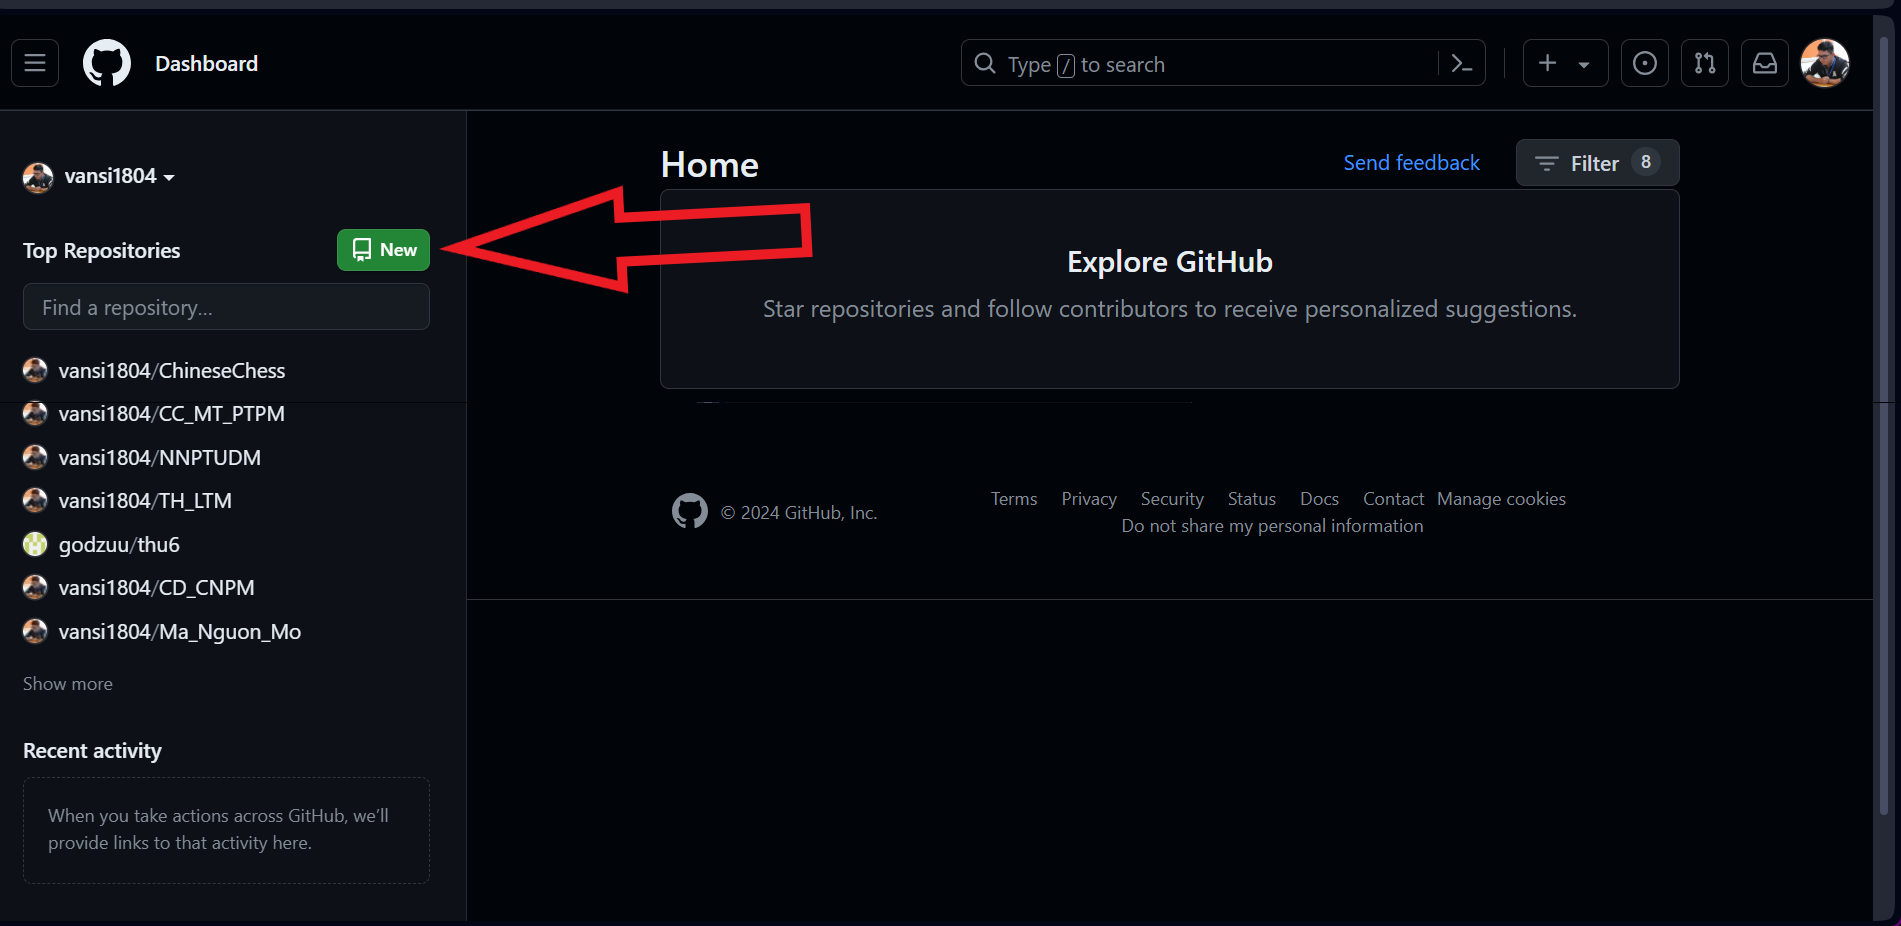 Dashboard
Type / to search
vansi1804
Top Repositories
New
Find a repository...
vansi1804/ChineseChess
vansi1804/CC_MT_PTPM
vansi1804/NNPTUDM
vansi1804/TH_LTM
godzuu/thu6
vansi1804/CD_CNPM
vansi1804/Ma_Nguon_Mo
Show more
Recent activity
When you take actions across GitHub, we'll
provide links to that activity here.
Home
Send feedback
Filter 8
Explore GitHub
Star repositories and follow contributors to receive personalized suggestions.
© 2024 GitHub, Inc.
Terms Privacy Security Status Docs Contact Manage cookies
Do not share my personal information